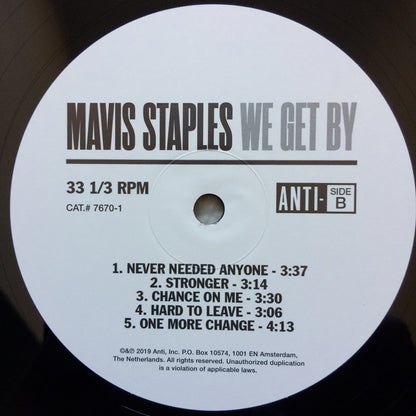 MAVIS STAPLES WE GET BY
33 1/3 RPM
CAT.# 7670-1
ANTI- SIDE B
1. NEVER NEEDED ANYONE - 3:37
2. STRONGER - 3:14
3. CHANCE ON ME - 3:30
4. HARD TO LEAVE - 3:06
5. ONE MORE CHANGE - 4:13
©&℗ 2019 Anti, Inc. P.O. Box 10574, 1001 EN Amsterdam,
The Netherlands. All rights reserved. Unauthorized duplication
is a violation of applicable laws.